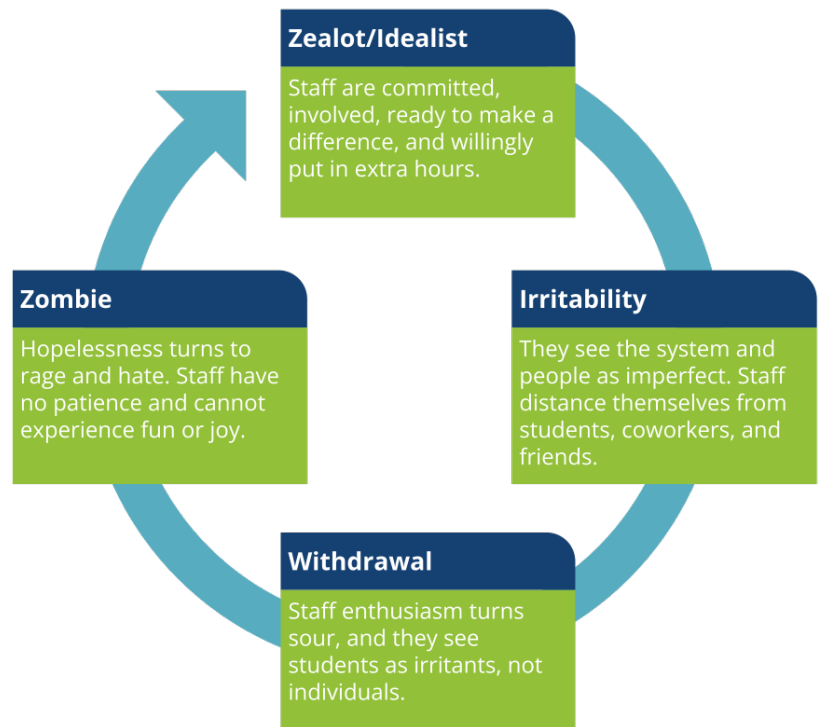 Zealot/Idealist
Staff are committed,
involved, ready to make a
difference, and willingly
put in extra hours.
Irritability
They see the system and
people as imperfect. Staff
distance themselves from
students, coworkers, and
friends.
Withdrawal
Staff enthusiasm turns
sour, and they see
students as irritants, not
individuals.
Zombie
Hopelessness turns to
rage and hate. Staff have
no patience and cannot
experience fun or joy.